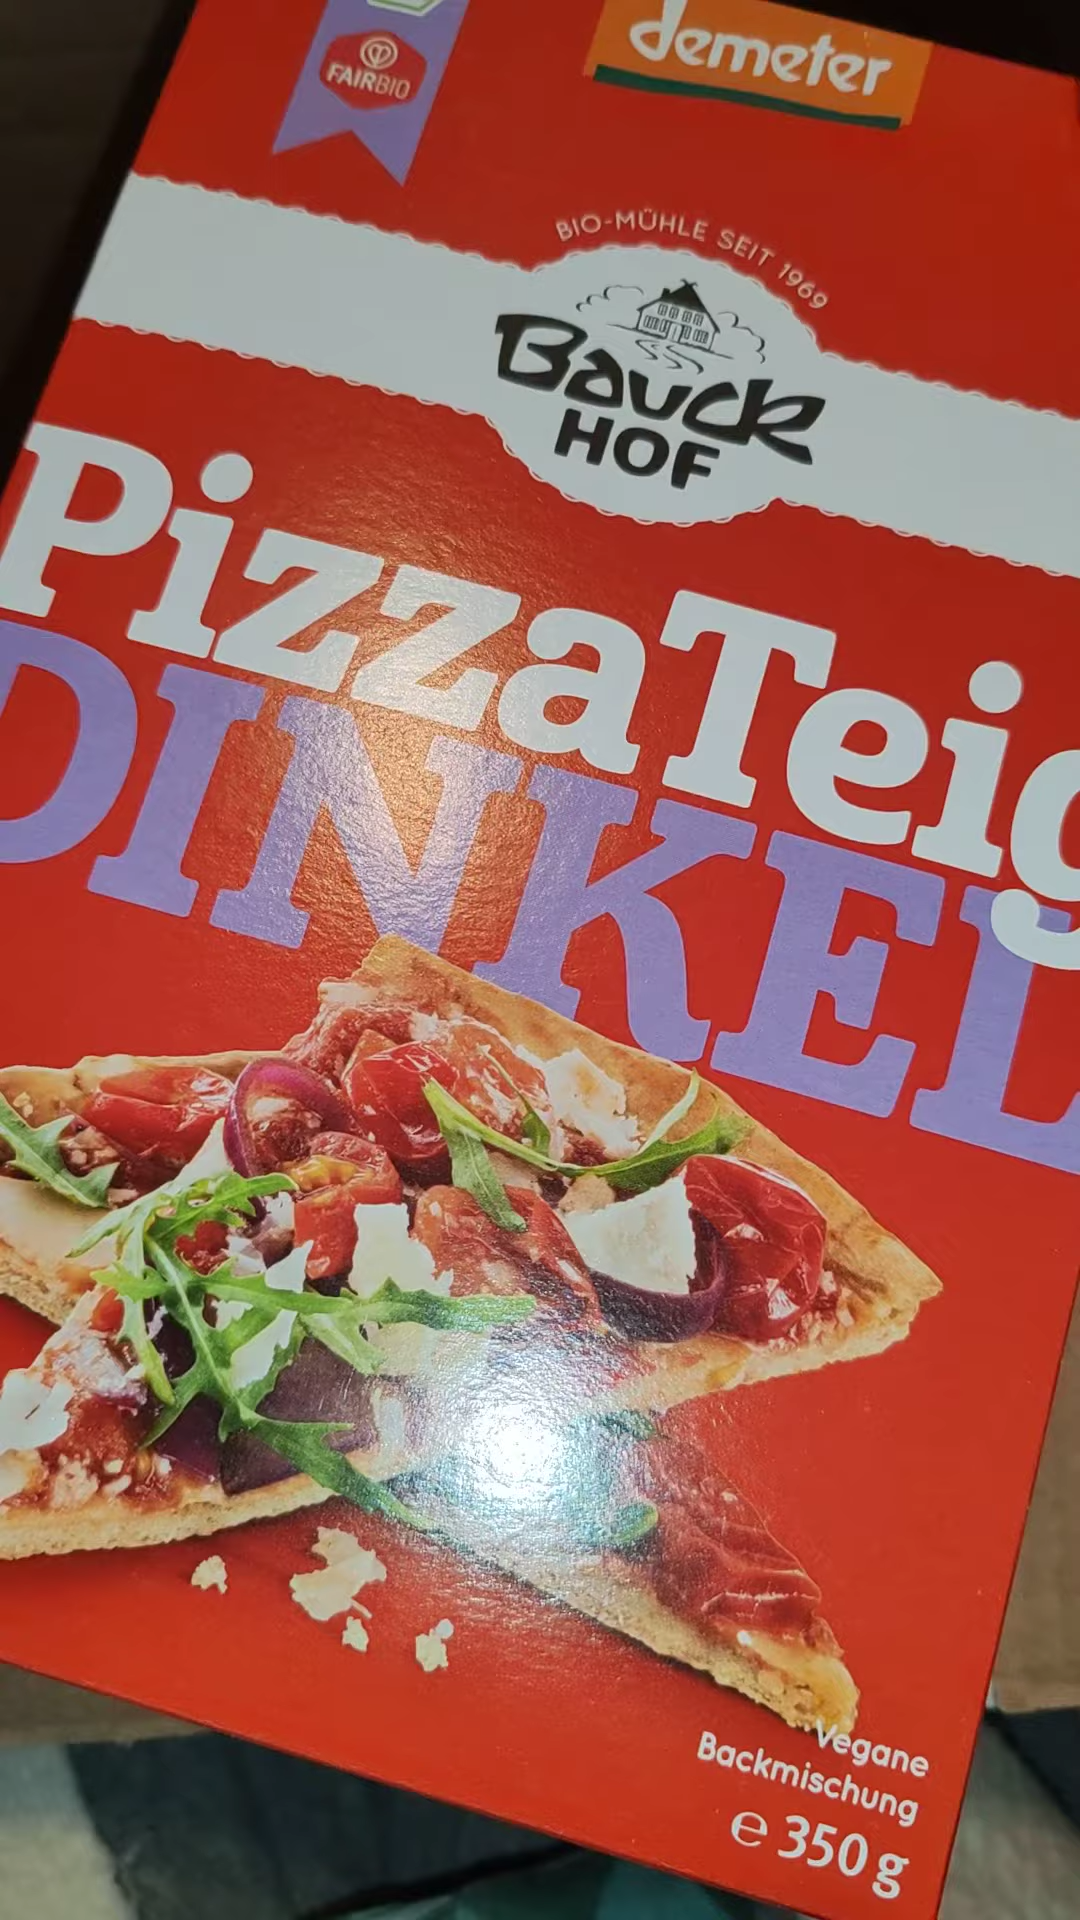 FAIRBIO
demeter
BIO-MÜHLE SEIT 1969
Bauck
HOF
PizzaTeig
DINKEL
Vegane
Backmischung
e 350 g